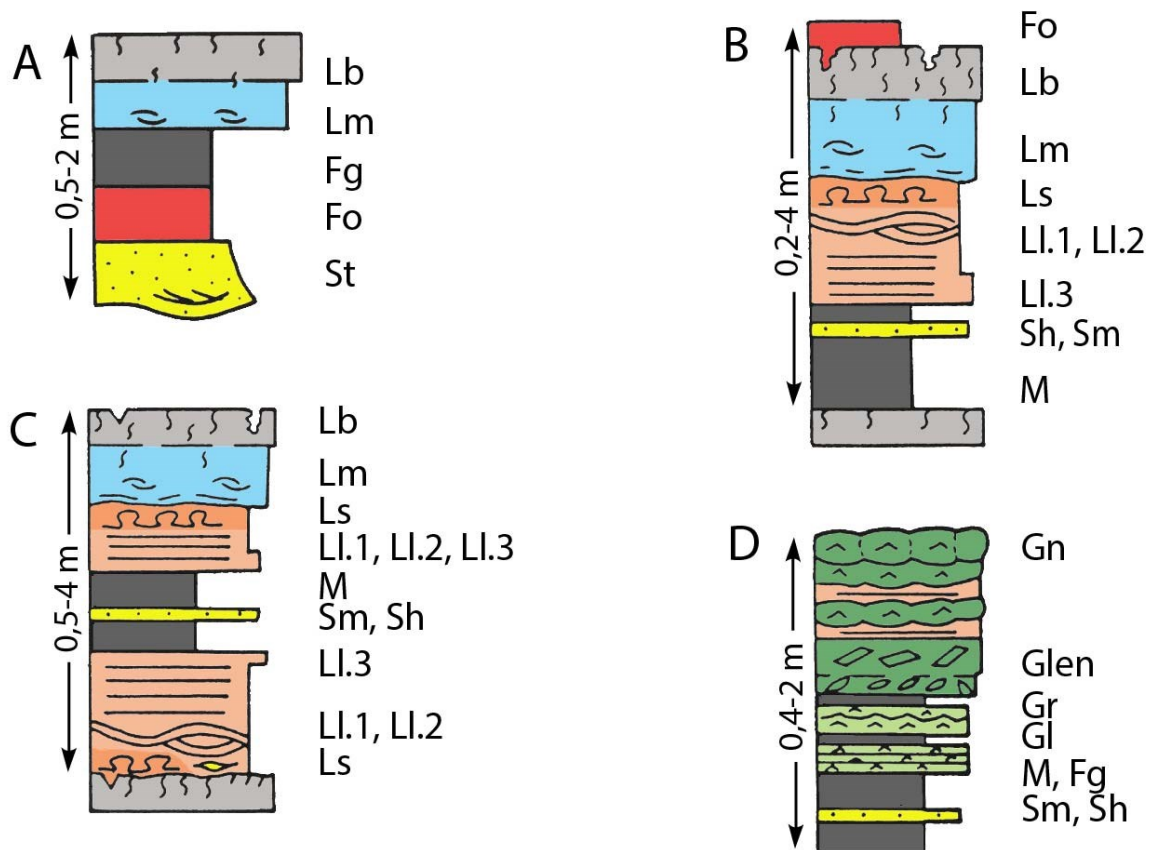 A
0,5-2 m
Lb
Lm
Fg
Fo
St
B
0,2-4 m
Fo
Lb
Lm
Ls
Ll.1, Ll.2
Ll.3
Sh, Sm
M
C
0,5-4 m
Lb
Lm
Ls
Ll.1, Ll.2, Ll.3
M
Sm, Sh
Ll.3
Ll.1, Ll.2
Ls
D
0,4-2 m
Gn
Glen
Gr
Gl
M, Fg
Sm, Sh